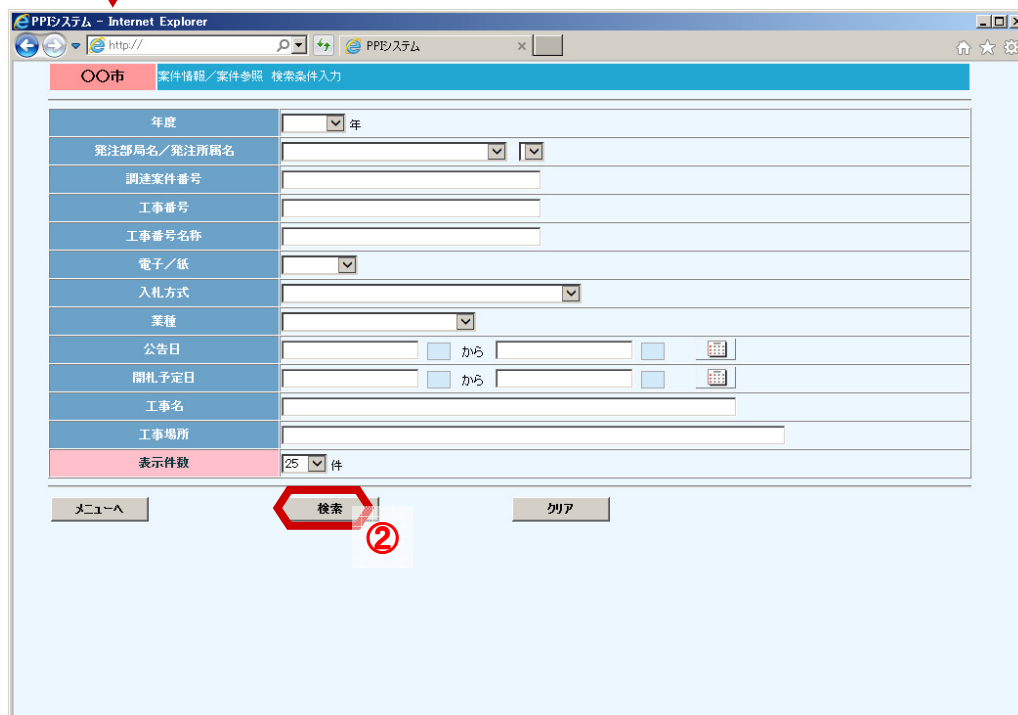 PPIシステム - Internet Explorer
http://
PPIシステム
〇〇市 案件情報／案件参照 検索条件入力
年度 年
発注部局名／発注所属名
調達案件番号
工事番号
工事番号名称
電子／紙
入札方式
業種
公告日 から
開札予定日 から
工事名
工事場所
表示件数 25 件
メニューへ 検索 クリア
②